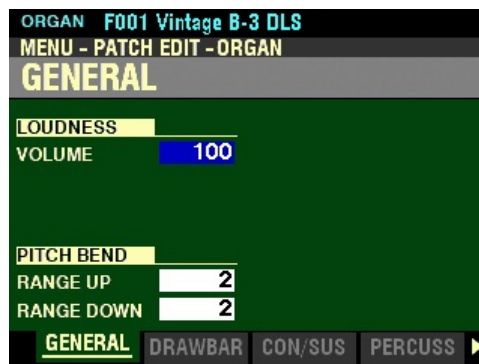 ORGAN F001 Vintage B-3 DLS
MENU - PATCH EDIT - ORGAN
GENERAL
LOUDNESS
VOLUME 100
PITCH BEND
RANGE UP 2
RANGE DOWN 2
GENERAL DRAWBAR CON/SUS PERCUSS